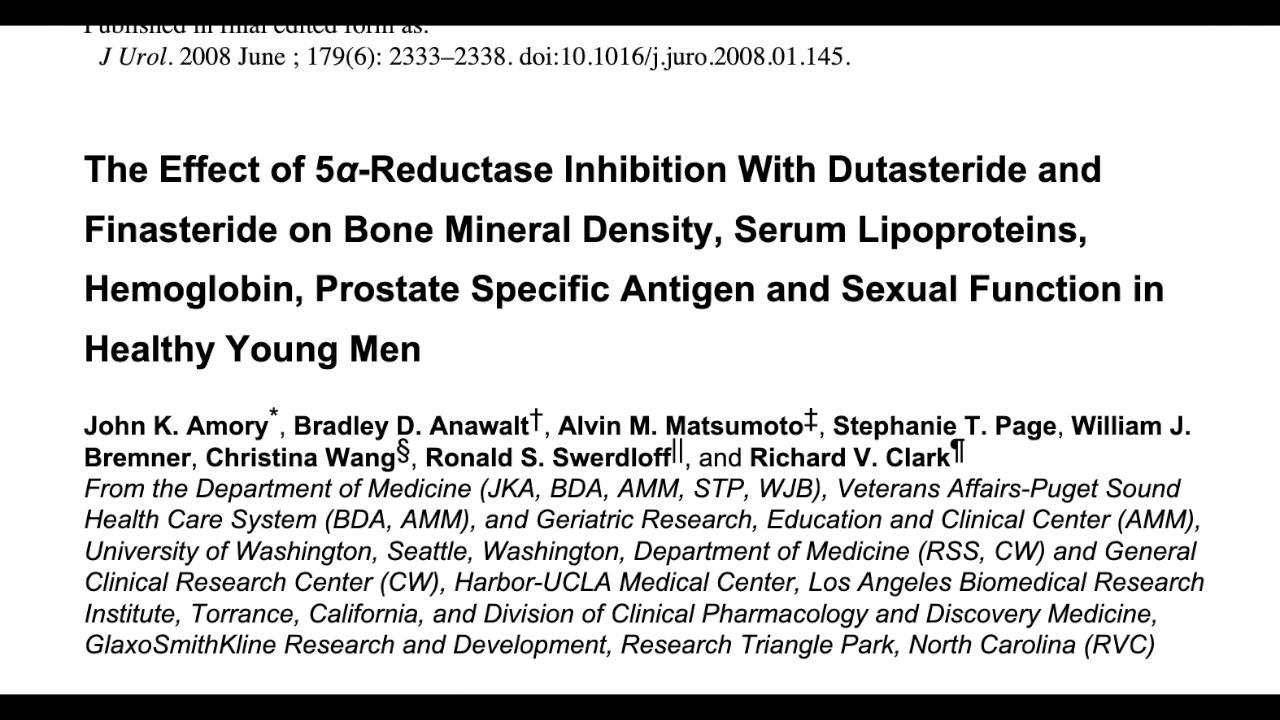 Published in final edited form as:
J Urol. 2008 June ; 179(6): 2333–2338. doi:10.1016/j.juro.2008.01.145.
The Effect of 5α-Reductase Inhibition With Dutasteride and
Finasteride on Bone Mineral Density, Serum Lipoproteins,
Hemoglobin, Prostate Specific Antigen and Sexual Function in
Healthy Young Men
John K. Amory*, Bradley D. Anawalt†, Alvin M. Matsumoto‡, Stephanie T. Page, William J.
Bremner, Christina Wang§, Ronald S. Swerdloff||, and Richard V. Clark¶
From the Department of Medicine (JKA, BDA, AMM, STP, WJB), Veterans Affairs-Puget Sound
Health Care System (BDA, AMM), and Geriatric Research, Education and Clinical Center (AMM),
University of Washington, Seattle, Washington, Department of Medicine (RSS, CW) and General
Clinical Research Center (CW), Harbor-UCLA Medical Center, Los Angeles Biomedical Research
Institute, Torrance, California, and Division of Clinical Pharmacology and Discovery Medicine,
GlaxoSmithKline Research and Development, Research Triangle Park, North Carolina (RVC)